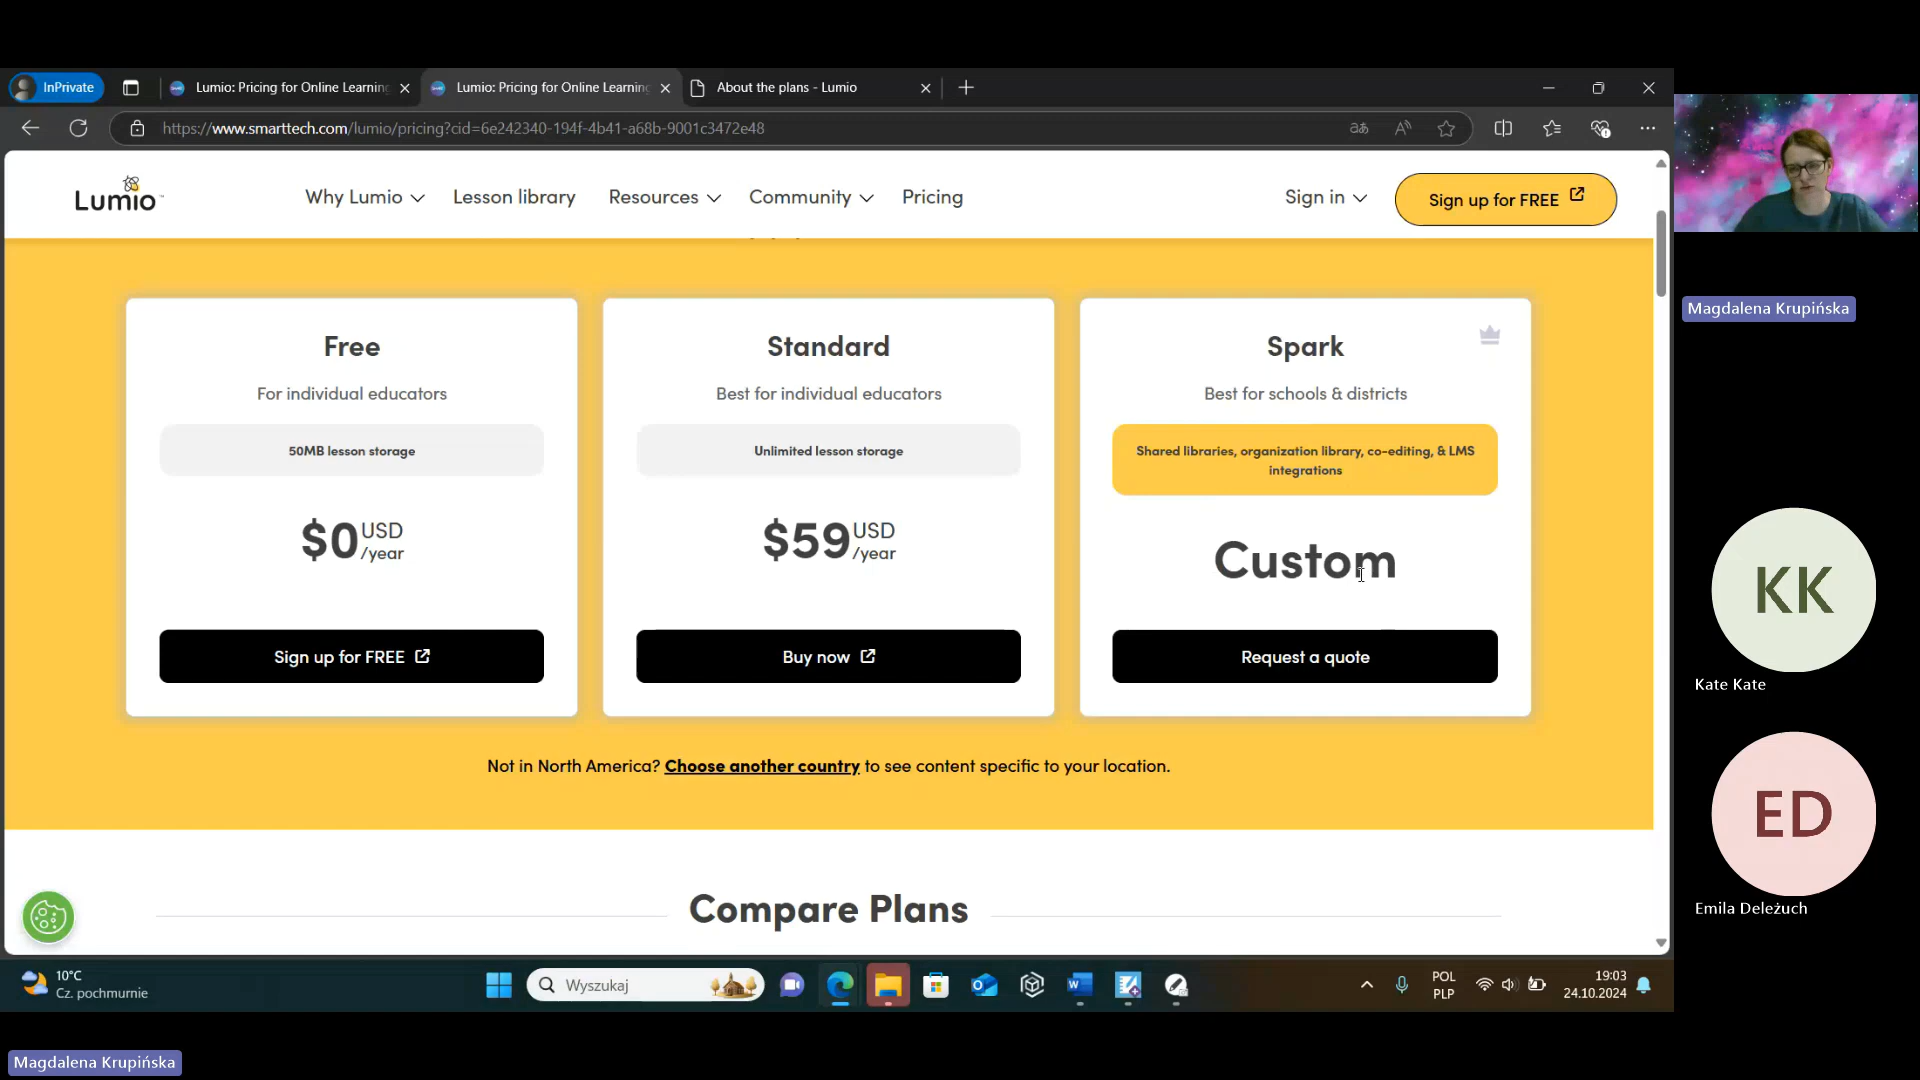 InPrivate
Lumio: Pricing for Online Learning
Lumio: Pricing for Online Learning
About the plans - Lumio
https://www.smarttech.com/lumio/pricing?cid=6e242340-194f-4b41-a68b-9001c3472e48
Lumio
Why Lumio
Lesson library
Resources
Community
Pricing
Sign in
Sign up for FREE
Magdalena Krupińska
Free
For individual educators
50MB lesson storage
$0 USD
/year
Sign up for FREE
Standard
Best for individual educators
Unlimited lesson storage
$59 USD
/year
Buy now
Spark
Best for schools & districts
Shared libraries, organization library, co-editing, & LMS
integrations
Custom
Request a quote
Not in North America? Choose another country to see content specific to your location.
Compare Plans
KK
Kate Kate
ED
Emila Deleżuch
10°C
Cz. pochmurnie
Wyszukaj
POL
PLP
19:03
24.10.2024
Magdalena Krupińska